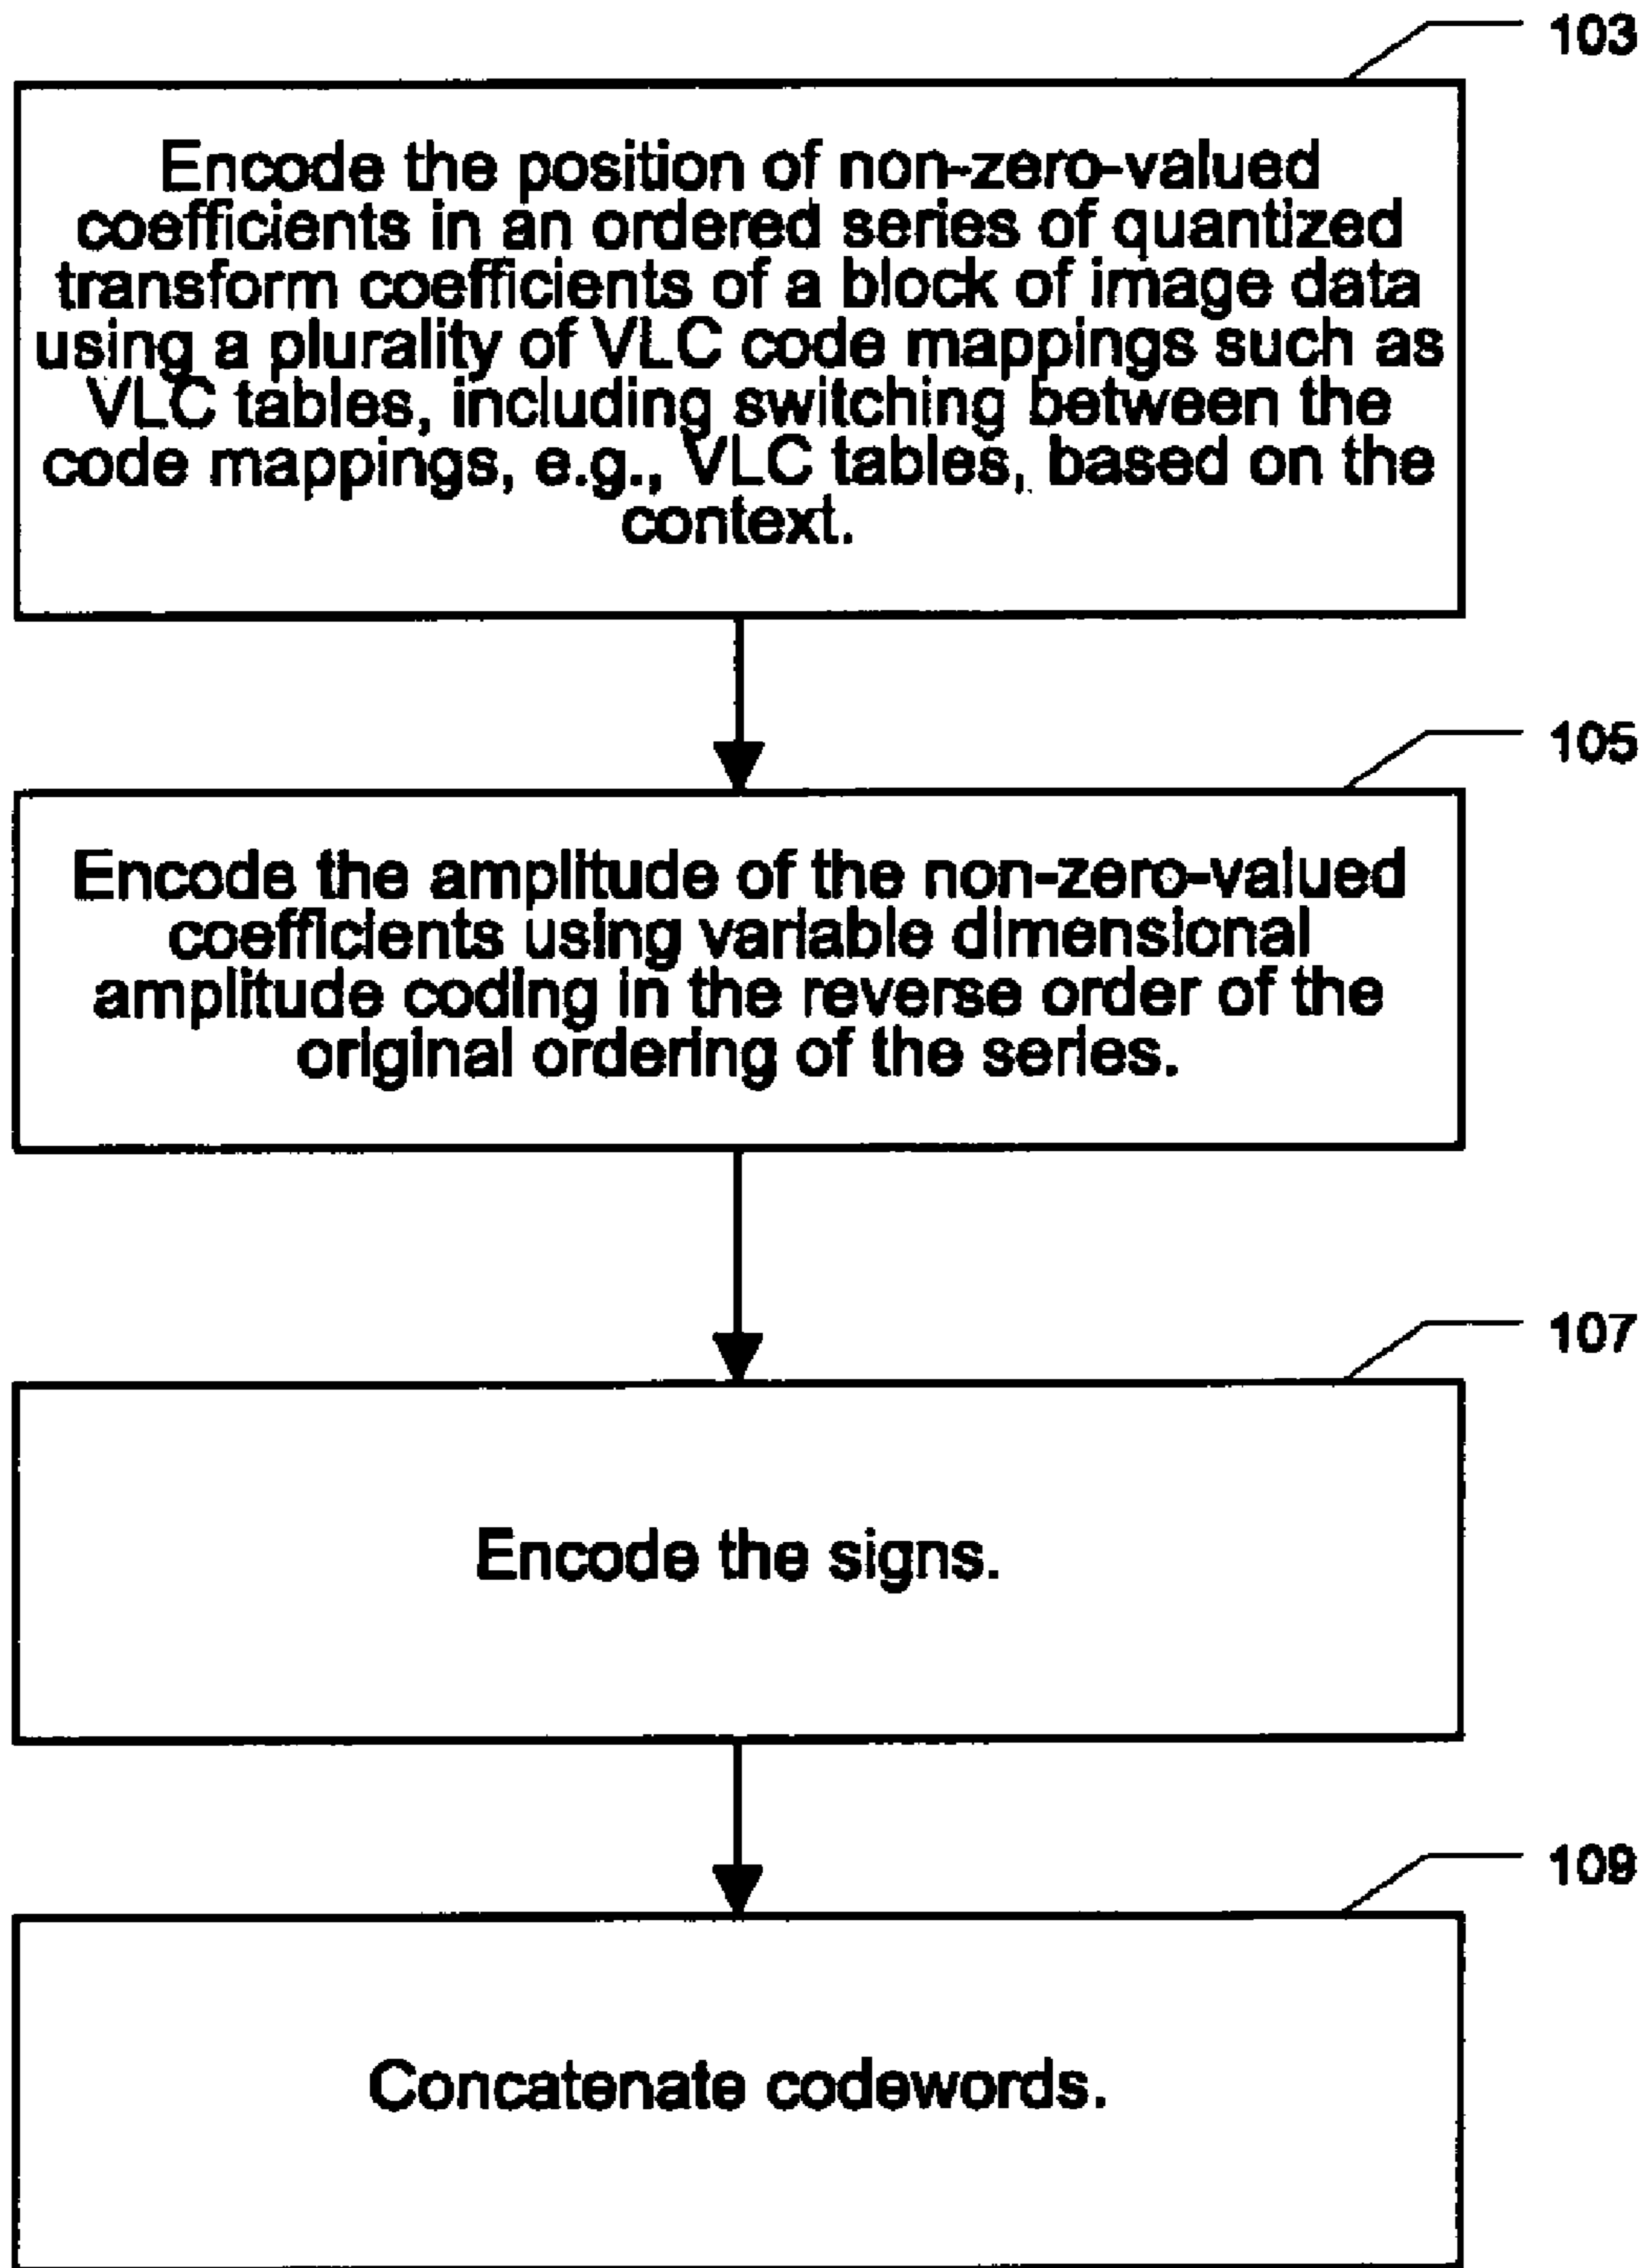 103
Encode the position of non-zero-valued
coefficients in an ordered series of quantized
transform coefficients of a block of image data
using a plurality of VLC code mappings such as
VLC tables, including switching between the
code mappings, e.g., VLC tables, based on the
context.
105
Encode the amplitude of the non-zero-valued
coefficients using variable dimensional
amplitude coding in the reverse order of the
original ordering of the series.
107
Encode the signs.
109
Concatenate codewords.